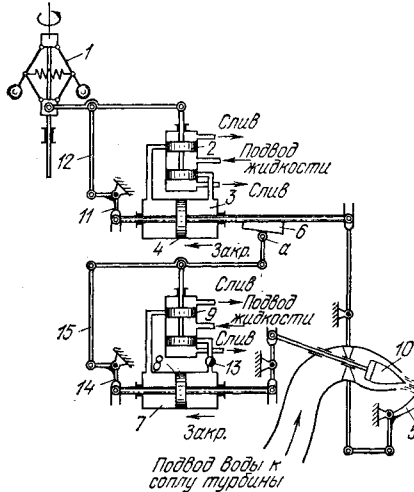 1
Слив
2
Подвод
жидкости
12
Слив
3
11
6
4
Закр.
а
Слив
Подвод
9
жидкости
15
Слив
10
13
14
7
Закр.
5
Подвод воды к
соплу турбины